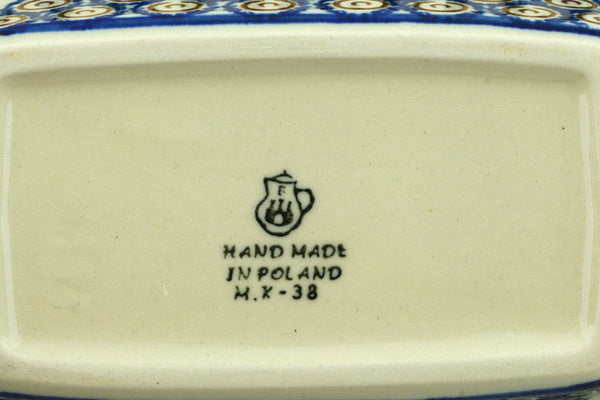 F
HAND MADE
IN POLAND
M.K-38